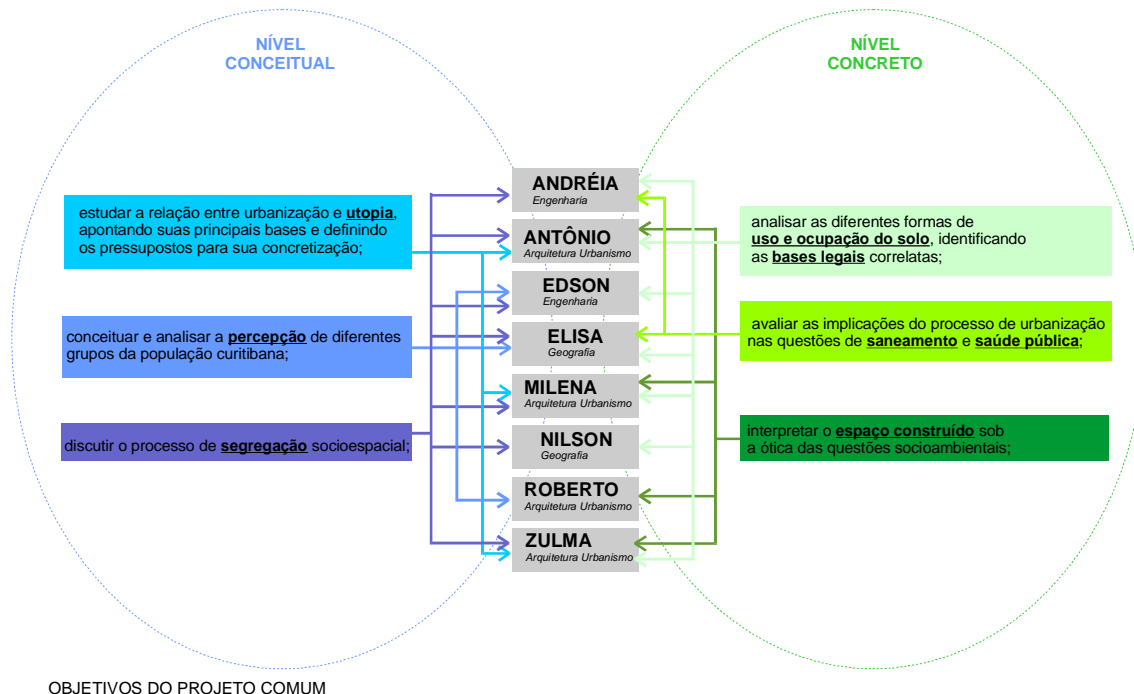 NÍVEL
CONCEITUAL
NÍVEL
CONCRETO
estudar a relação entre urbanização e utopia,
apontando suas principais bases e definindo
os pressupostos para sua concretização;
conceituar e analisar a percepção de diferentes
grupos da população curitibana;
discutir o processo de segregação socioespacial;
ANDRÉIA
Engenharia
ANTÔNIO
Arquitetura Urbanismo
EDSON
Engenharia
ELISA
Geografia
MILENA
Arquitetura Urbanismo
NILSON
Geografia
ROBERTO
Arquitetura Urbanismo
ZULMA
Arquitetura Urbanismo
analisar as diferentes formas de
uso e ocupação do solo, identificando
as bases legais correlatas;
avaliar as implicações do processo de urbanização
nas questões de saneamento e saúde pública;
interpretar o espaço construído sob
a ótica das questões socioambientais;
OBJETIVOS DO PROJETO COMUM